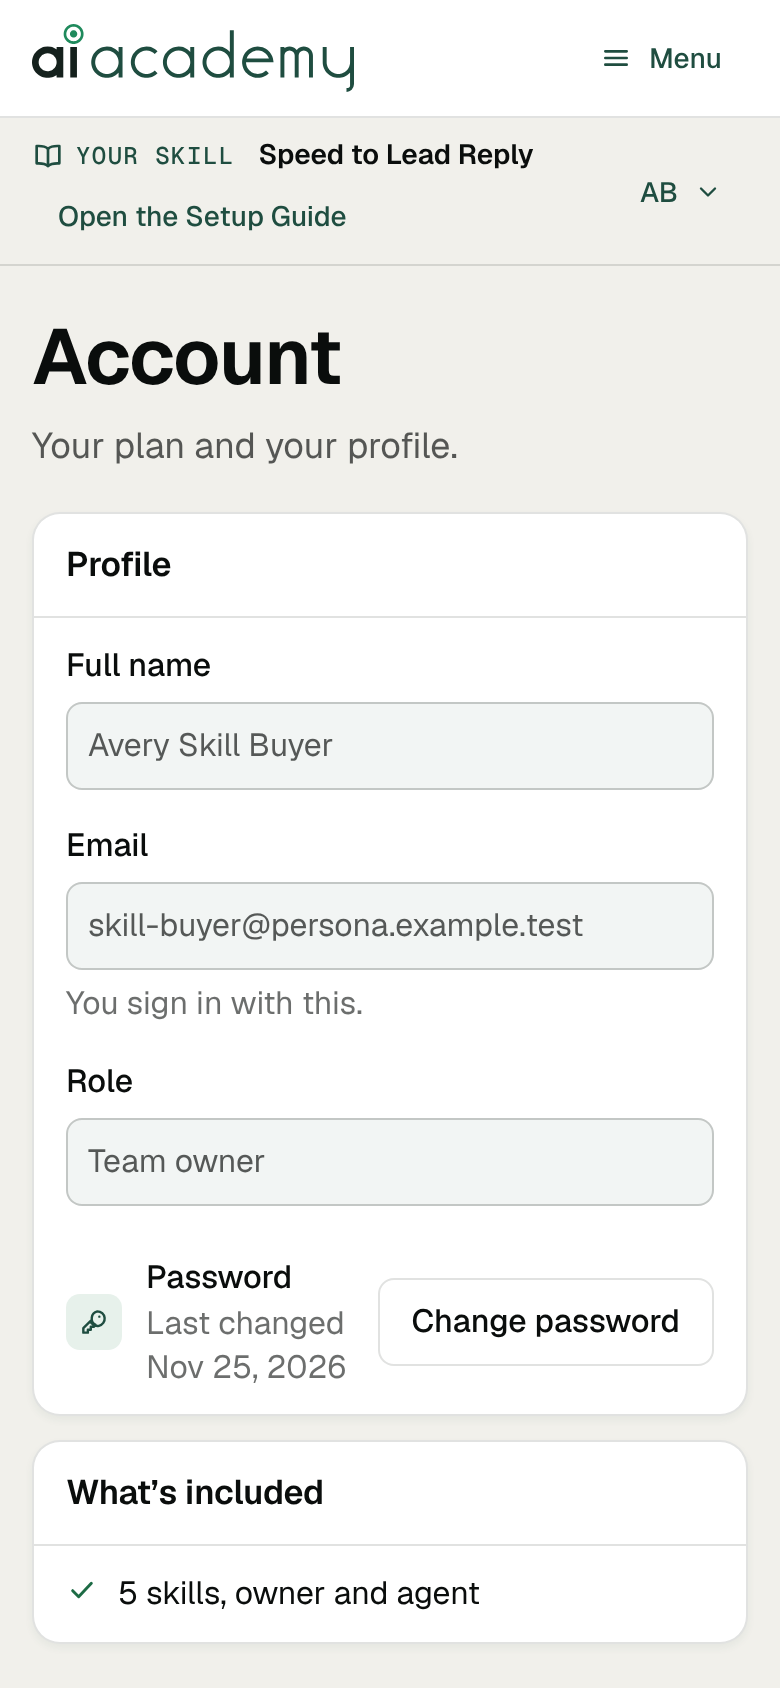 ai academy
Menu
YOUR SKILL Speed to Lead Reply
Open the Setup Guide
AB
Account
Your plan and your profile.
Profile
Full name
Avery Skill Buyer
Email
skill-buyer@persona.example.test
You sign in with this.
Role
Team owner
Password
Last changed
Nov 25, 2026
Change password
What’s included
5 skills, owner and agent